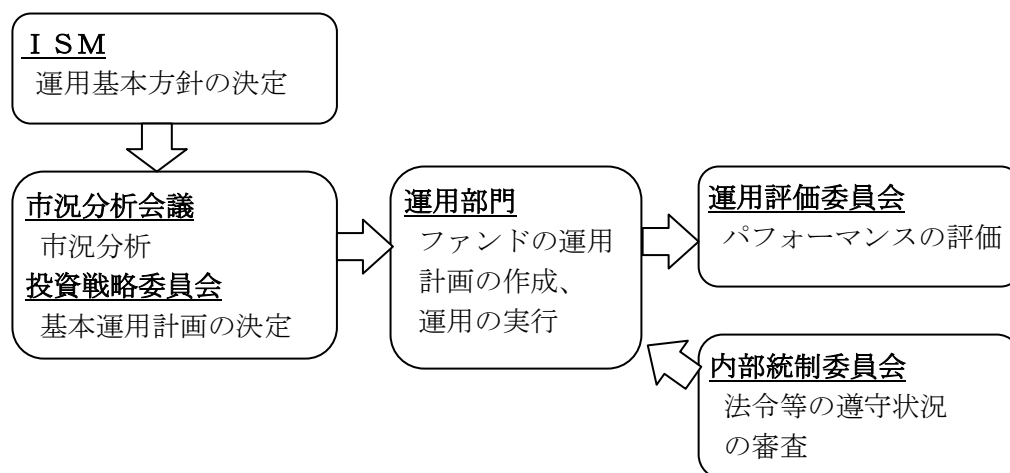 ＩＳＭ
運用基本方針の決定
市況分析会議
市況分析
投資戦略委員会
基本運用計画の決定
運用部門
ファンドの運用
計画の作成、
運用の実行
運用評価委員会
パフォーマンスの評価
内部統制委員会
法令等の遵守状況
の審査